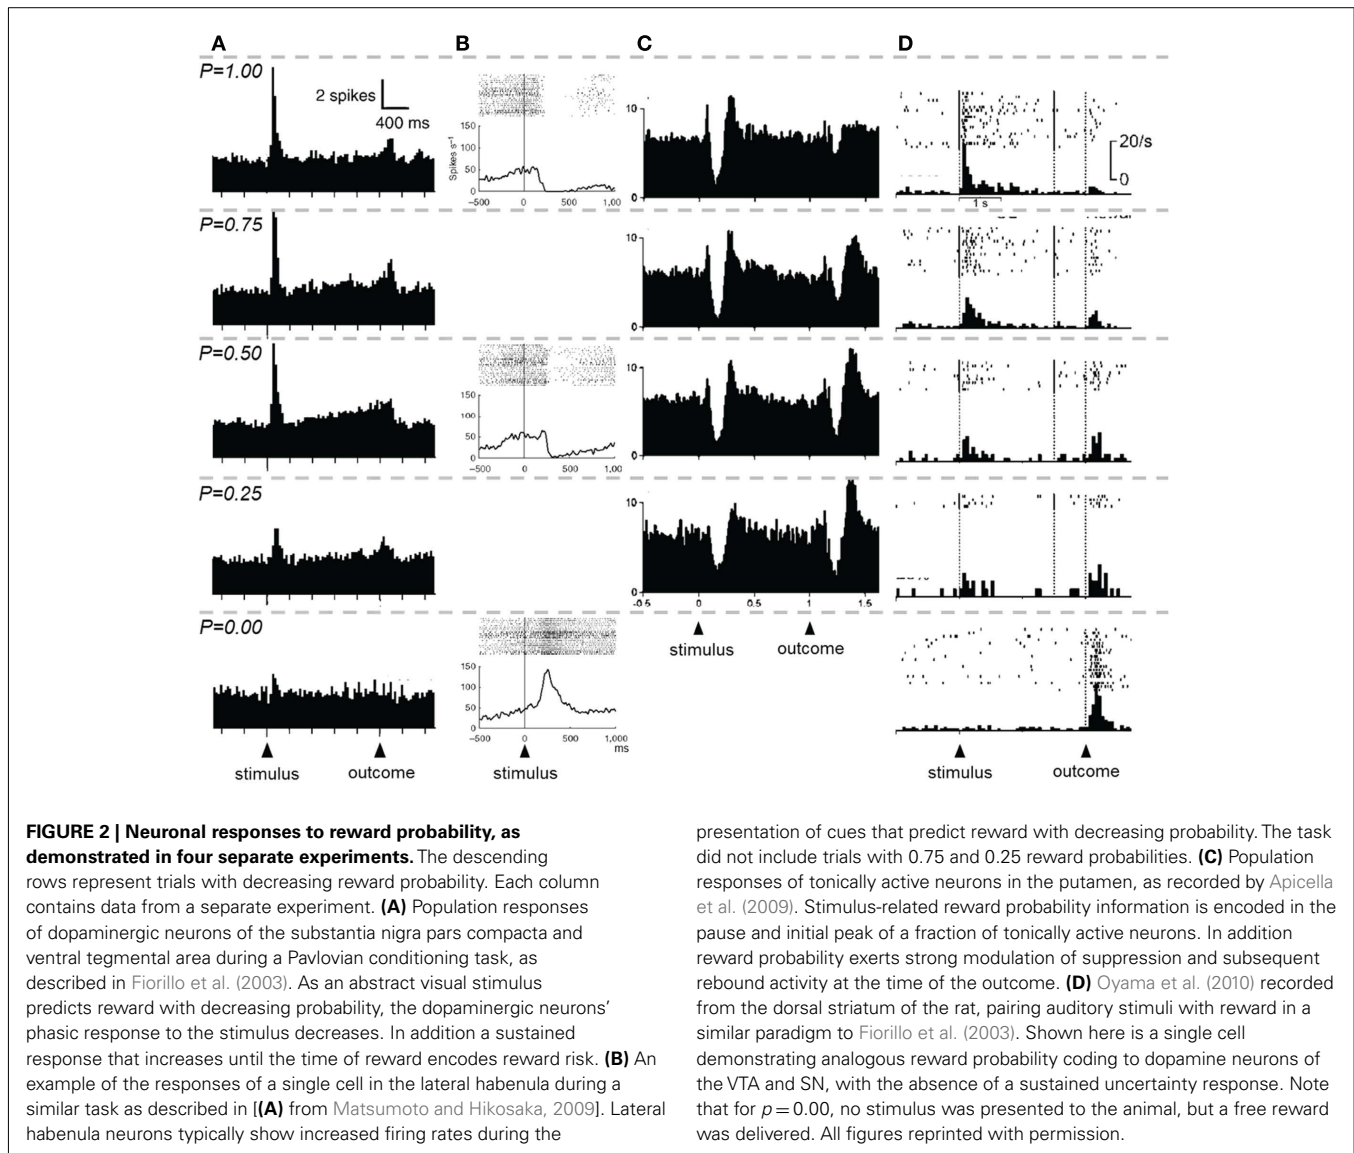 A B C D
P=1.00
2 spikes
400 ms
Spikes s⁻¹
150
100
50
0
–500 0 500 1,00
10
0
20/s
0
1 s
P=0.75
10
0
P=0.50
150
100
50
0
–500 0 500 1,00
10
0
P=0.25
10
0
-0.5 0 0.5 1 1.5
P=0.00
150
100
50
0
–500 0 500 1,000
ms
stimulus outcome
stimulus
stimulus outcome
stimulus outcome
FIGURE 2 | Neuronal responses to reward probability, as
demonstrated in four separate experiments. The descending
rows represent trials with decreasing reward probability. Each column
contains data from a separate experiment. (A) Population responses
of dopaminergic neurons of the substantia nigra pars compacta and
ventral tegmental area during a Pavlovian conditioning task, as
described in Fiorillo et al. (2003). As an abstract visual stimulus
predicts reward with decreasing probability, the dopaminergic neurons’
phasic response to the stimulus decreases. In addition a sustained
response that increases until the time of reward encodes reward risk. (B) An
example of the responses of a single cell in the lateral habenula during a
similar task as described in [(A) from Matsumoto and Hikosaka, 2009]. Lateral
habenula neurons typically show increased firing rates during the
presentation of cues that predict reward with decreasing probability. The task
did not include trials with 0.75 and 0.25 reward probabilities. (C) Population
responses of tonically active neurons in the putamen, as recorded by Apicella
et al. (2009). Stimulus-related reward probability information is encoded in the
pause and initial peak of a fraction of tonically active neurons. In addition
reward probability exerts strong modulation of suppression and subsequent
rebound activity at the time of the outcome. (D) Oyama et al. (2010) recorded
from the dorsal striatum of the rat, pairing auditory stimuli with reward in a
similar paradigm to Fiorillo et al. (2003). Shown here is a single cell
demonstrating analogous reward probability coding to dopamine neurons of
the VTA and SN, with the absence of a sustained uncertainty response. Note
that for p = 0.00, no stimulus was presented to the animal, but a free reward
was delivered. All figures reprinted with permission.